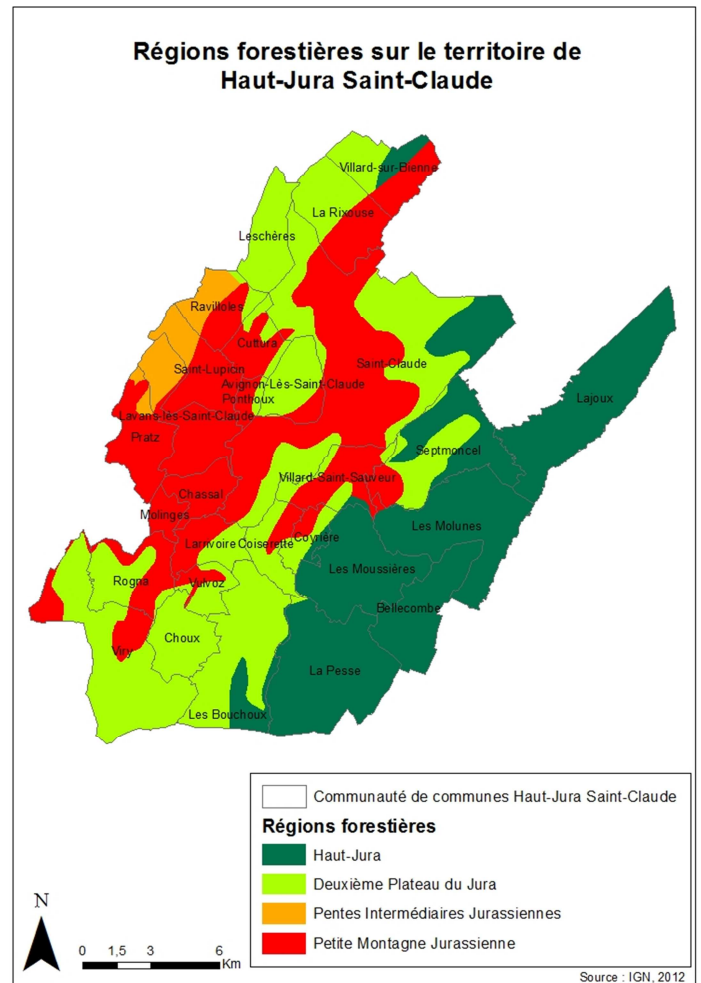 Régions forestières sur le territoire de
Haut-Jura Saint-Claude
Villard-sur-Bienne
La Rixouse
Leschères
Ravilloles
Cuttura
Saint-Claude
Saint-Lupicin
Avignon-Lès-Saint-Claude
Ponthoux
Lajoux
Lavans-lès-Saint-Claude
Pratz
Septmoncel
Villard-Saint-Sauveur
Chassal
Molinges
Les Molunes
Larrivoire
Coiserette
Coyrière
Les Moussières
Rogna
Vulvoz
Bellecombe
Choux
Viry
La Pesse
Les Bouchoux
Communauté de communes Haut-Jura Saint-Claude
Régions forestières
Haut-Jura
Deuxième Plateau du Jura
Pentes Intermédiaires Jurassiennes
Petite Montagne Jurassienne
N
0 1,5 3 6
Km
Source : IGN, 2012